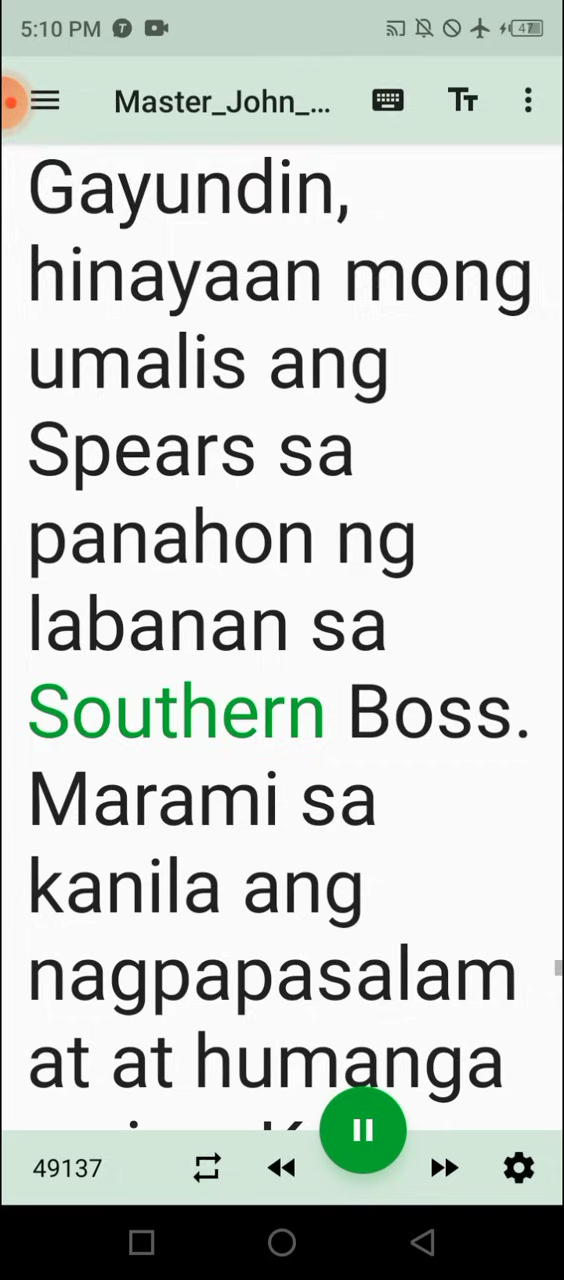 5:10 PM
47
Master_John_...
Gayundin,
hinayaan mong
umalis ang
Spears sa
panahon ng
labanan sa
Southern Boss.
Marami sa
kanila ang
nagpapasalam
at at humanga
49137